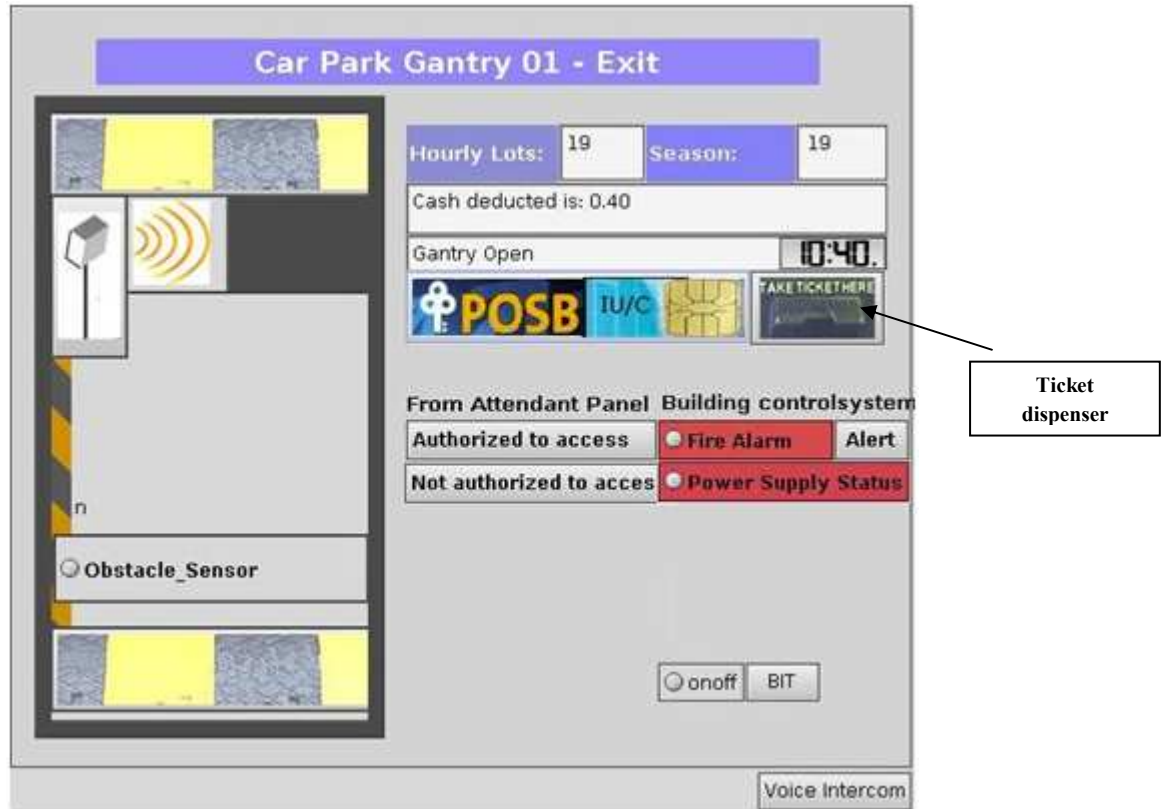 Car Park Gantry 01 - Exit
Hourly Lots: 19 Season: 19
Cash deducted is: 0.40
Gantry Open 10:40.
POSB IU/C TAKE TICKET HERE
Ticket
dispenser
From Attendant Panel Building controlsystem
Authorized to access Fire Alarm Alert
Not authorized to acces Power Supply Status
n
Obstacle_Sensor
onoff BIT
Voice Intercom